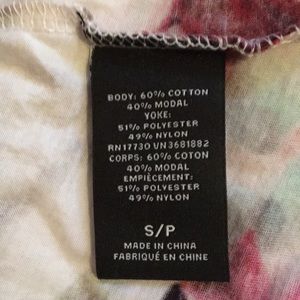 BODY: 60% COTTON
40% MODAL
YOKE:
51% POLYESTER
49% NYLON
RN17730 VN3681882
CORPS: 60% COTON
40% MODAL
EMPIÈCEMENT:
51% POLYESTER
49% NYLON
S/P
MADE IN CHINA
FABRIQUÉ EN CHINE